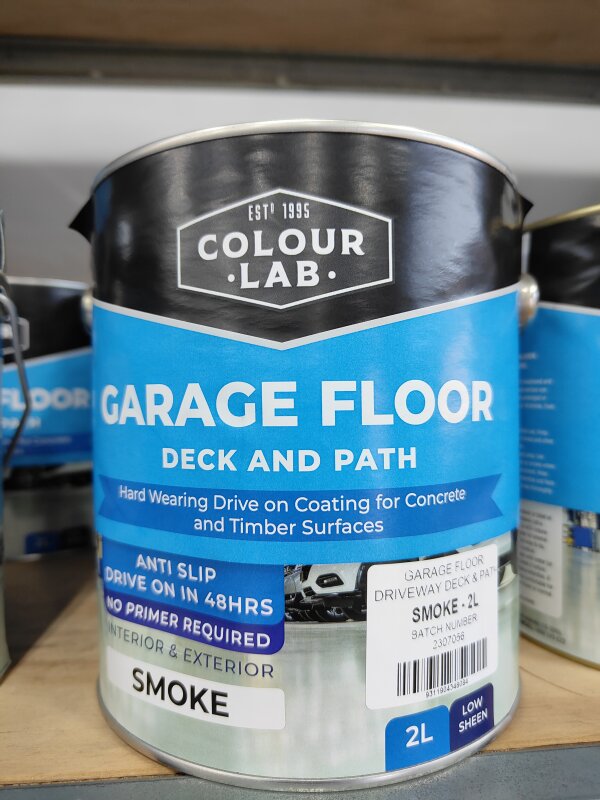 ESTD 1995
COLOUR
·LAB·
GARAGE FLOOR
DECK AND PATH
Hard Wearing Drive on Coating for Concrete
and Timber Surfaces
ANTI SLIP
DRIVE ON IN 48HRS
NO PRIMER REQUIRED
INTERIOR & EXTERIOR
SMOKE
GARAGE FLOOR
DRIVEWAY DECK & PATH
SMOKE - 2L
BATCH NUMBER
2307056
2L
LOW
SHEEN
FLOOR